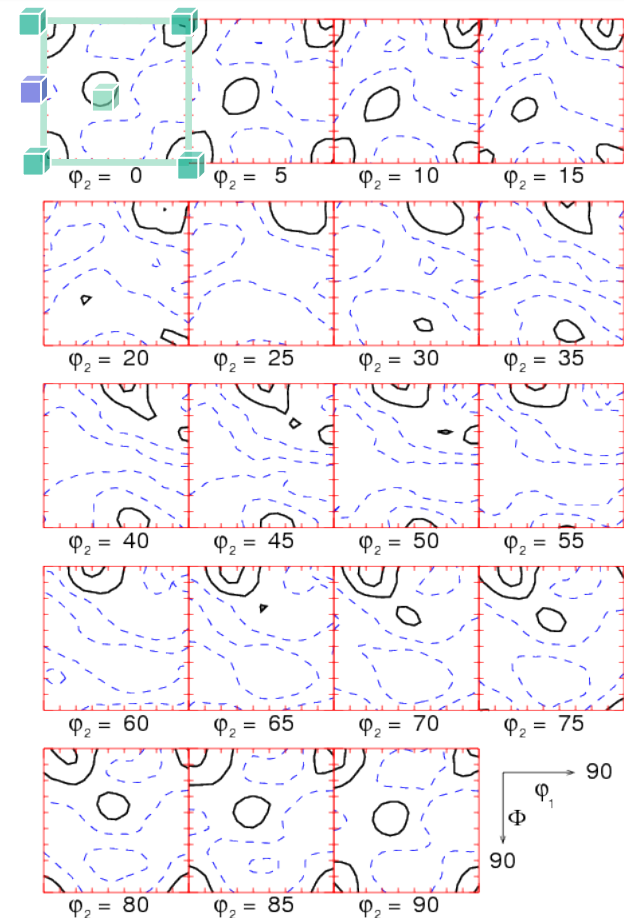 φ₂ = 0 φ₂ = 5 φ₂ = 10 φ₂ = 15
φ₂ = 20 φ₂ = 25 φ₂ = 30 φ₂ = 35
φ₂ = 40 φ₂ = 45 φ₂ = 50 φ₂ = 55
φ₂ = 60 φ₂ = 65 φ₂ = 70 φ₂ = 75
90
φ₁
Φ
90
φ₂ = 80 φ₂ = 85 φ₂ = 90